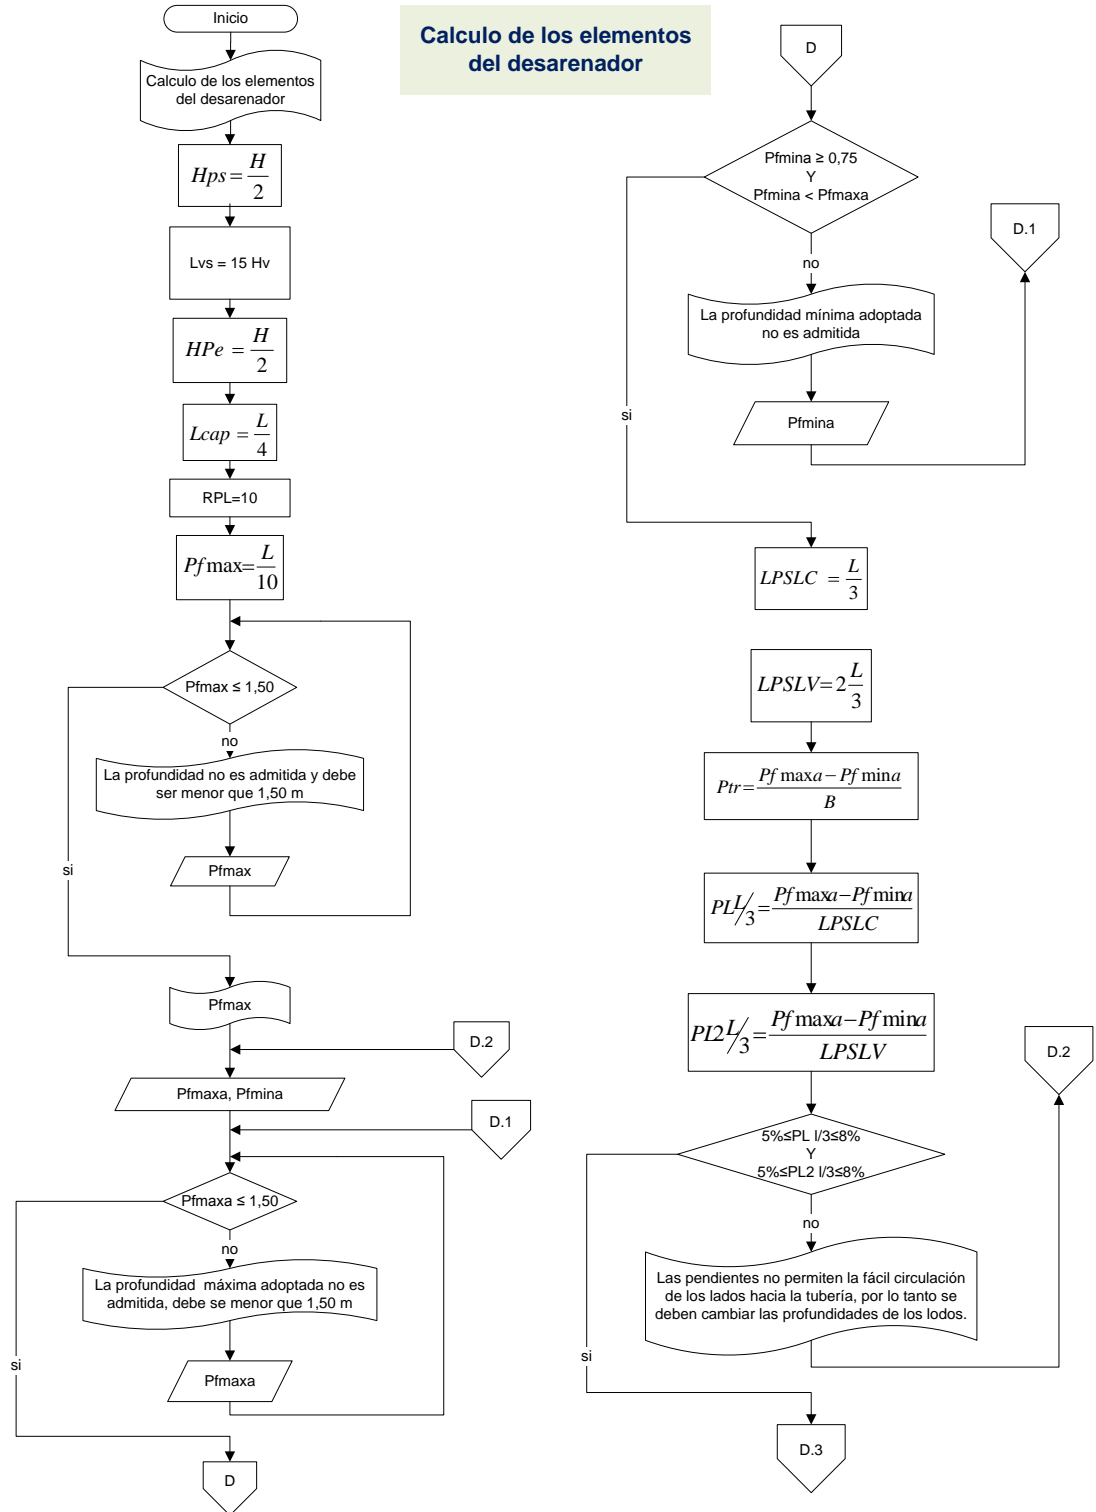 Calculo de los elementos
del desarenador
Inicio
Calculo de los elementos
del desarenador
Hps = H/2
Lvs = 15 Hv
HPe = H/2
Lcap = L/4
RPL=10
Pf max = L/10
Pfmax ≤ 1,50
no
La profundidad no es admitida y debe
ser menor que 1,50 m
Pfmax
si
Pfmax
D.2
Pfmaxa, Pfmina
D.1
Pfmaxa ≤ 1,50
no
La profundidad máxima adoptada no es
admitida, debe se menor que 1,50 m
Pfmaxa
si
D
D
Pfmina ≥ 0,75
Y
Pfmina < Pfmaxa
no
La profundidad mínima adoptada
no es admitida
Pfmina
D.1
si
LPSLC = L/3
LPSLV = 2 L/3
Ptr = (Pf maxa − Pf mina)/B
PL L/3 = (Pf maxa − Pf mina)/LPSLC
PL2 L/3 = (Pf maxa − Pf mina)/LPSLV
D.2
5%≤PL l/3≤8%
Y
5%≤PL2 l/3≤8%
no
Las pendientes no permiten la fácil circulación
de los lados hacia la tubería, por lo tanto se
deben cambiar las profundidades de los lodos.
si
D.3